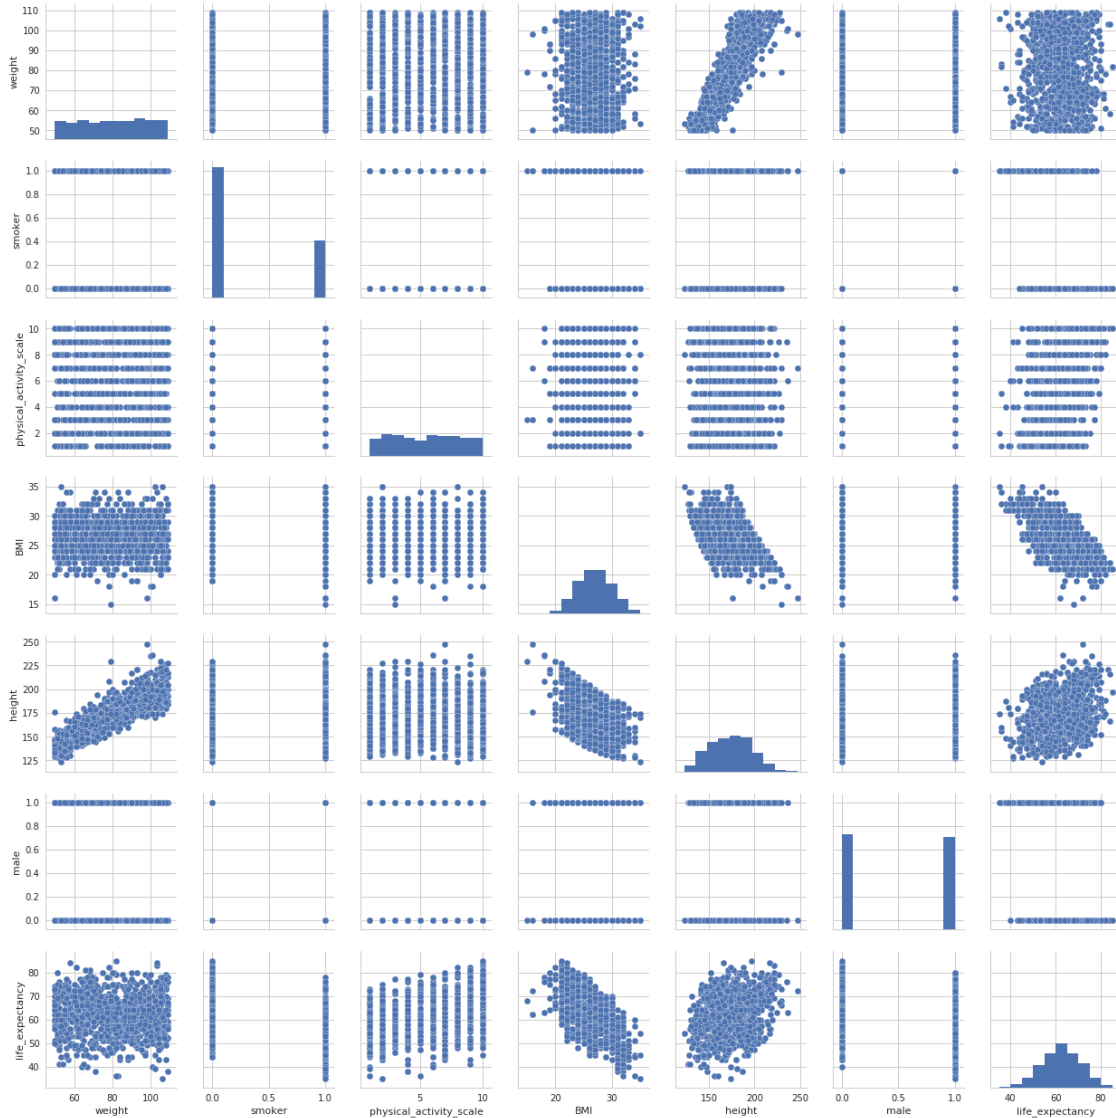 110
100
90
80
70
60
50
weight
1.0
0.8
0.6
0.4
0.2
0.0
smoker
10
8
6
4
2
physical_activity_scale
35
30
25
20
15
BMI
250
225
200
175
150
125
height
1.0
0.8
0.6
0.4
0.2
0.0
male
80
70
60
50
40
life_expectancy
60 80 100
weight
0.0 0.5 1.0
smoker
5 10
physical_activity_scale
20 30
BMI
150 200 250
height
0.0 0.5 1.0
male
40 60 80
life_expectancy